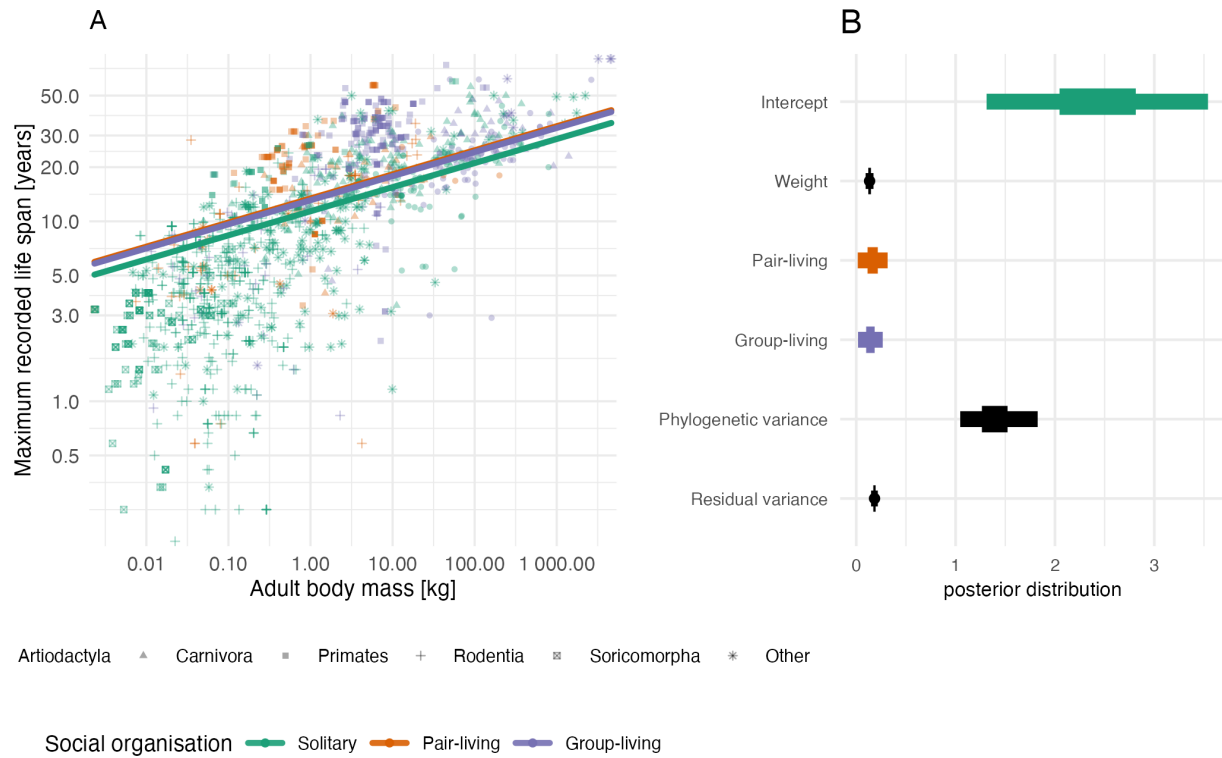 A
B
Maximum recorded life span [years]
50.0
30.0
20.0
10.0
5.0
3.0
1.0
0.5
0.01 0.10 1.00 10.00 100.00 1 000.00
Adult body mass [kg]
Intercept
Weight
Pair-living
Group-living
Phylogenetic variance
Residual variance
0 1 2 3
posterior distribution
Artiodactyla Carnivora Primates Rodentia Soricomorpha Other
Social organisation Solitary Pair-living Group-living